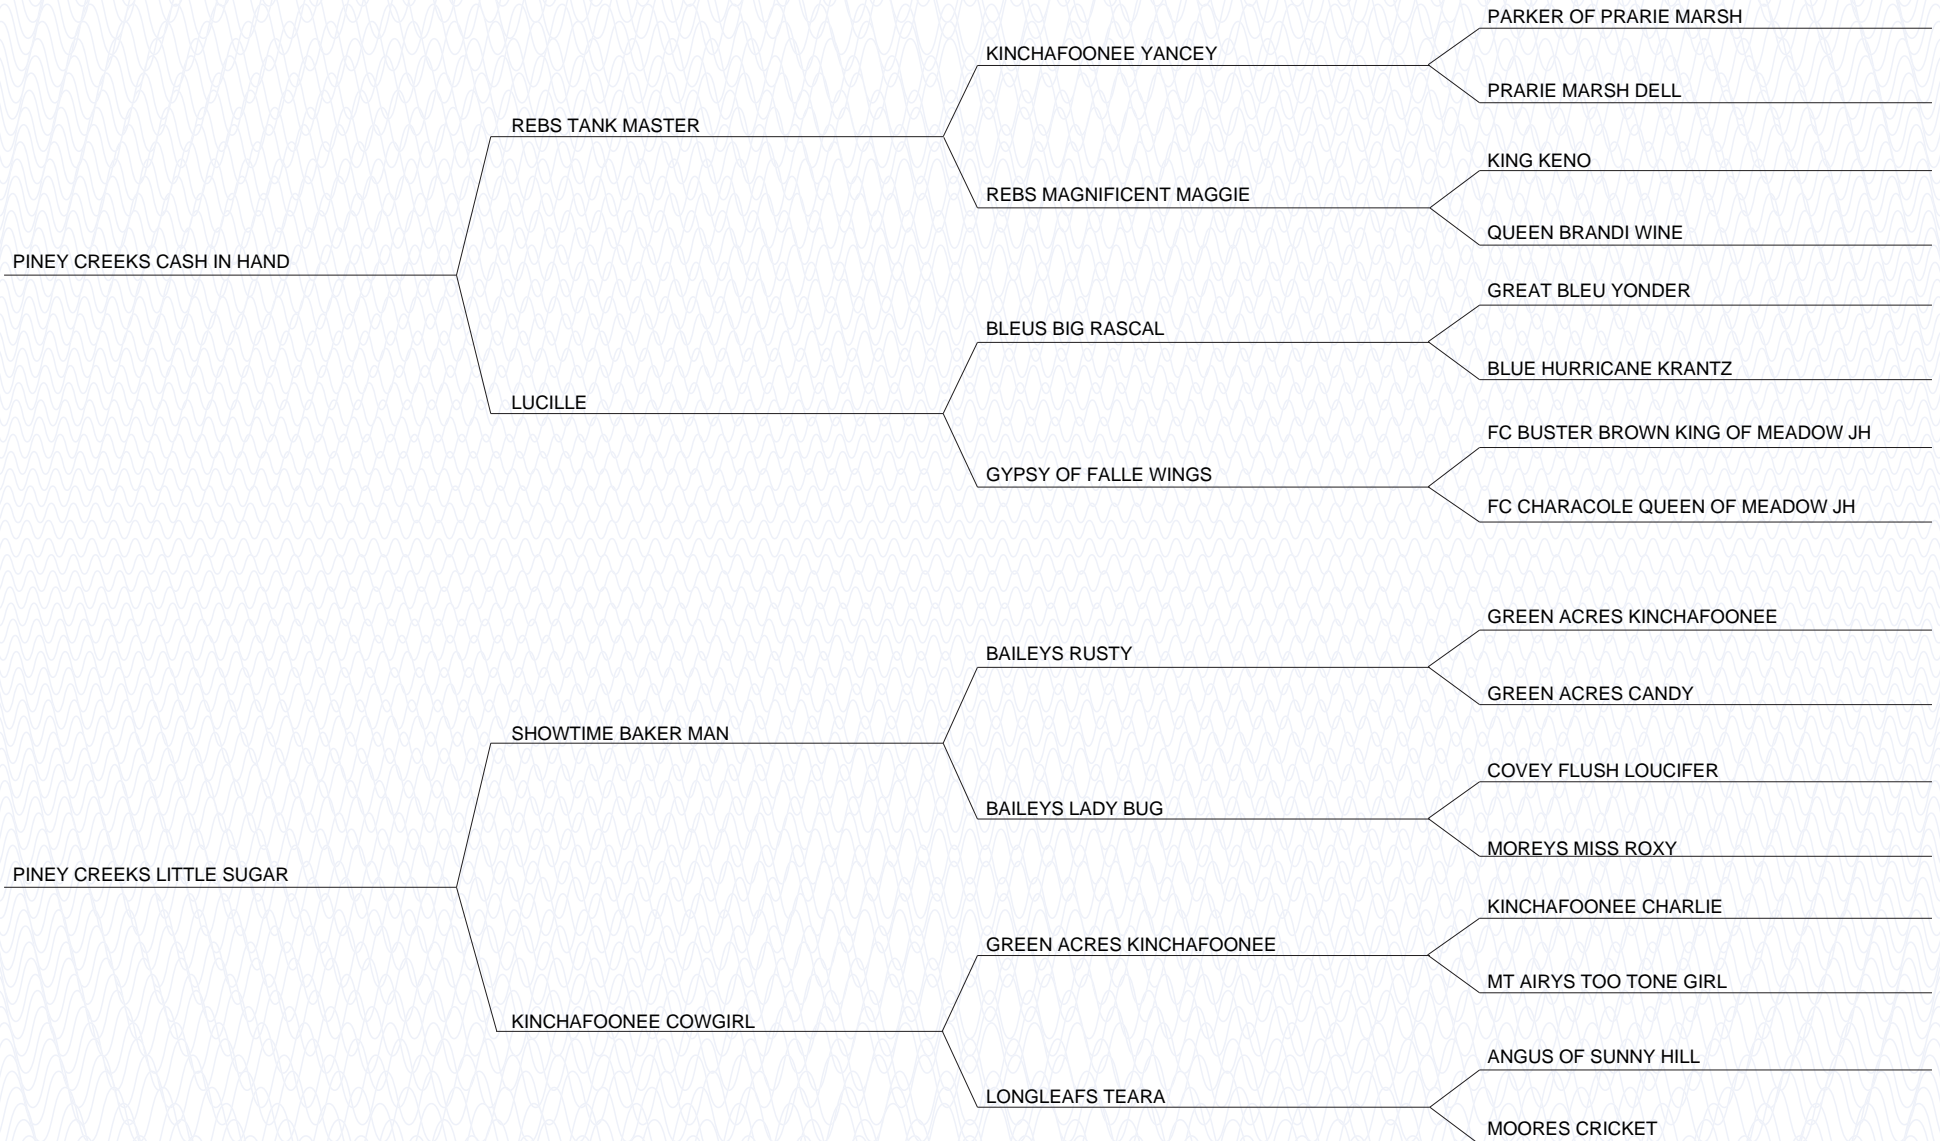 PARKER OF PRARIE MARSH
KINCHAFOONEE YANCEY
PRARIE MARSH DELL
REBS TANK MASTER
KING KENO
REBS MAGNIFICENT MAGGIE
QUEEN BRANDI WINE
PINEY CREEKS CASH IN HAND
GREAT BLEU YONDER
BLEUS BIG RASCAL
BLUE HURRICANE KRANTZ
LUCILLE
FC BUSTER BROWN KING OF MEADOW JH
GYPSY OF FALLE WINGS
FC CHARACOLE QUEEN OF MEADOW JH
GREEN ACRES KINCHAFOONEE
BAILEYS RUSTY
GREEN ACRES CANDY
SHOWTIME BAKER MAN
COVEY FLUSH LOUCIFER
BAILEYS LADY BUG
MOREYS MISS ROXY
PINEY CREEKS LITTLE SUGAR
KINCHAFOONEE CHARLIE
GREEN ACRES KINCHAFOONEE
MT AIRYS TOO TONE GIRL
KINCHAFOONEE COWGIRL
ANGUS OF SUNNY HILL
LONGLEAFS TEARA
MOORES CRICKET